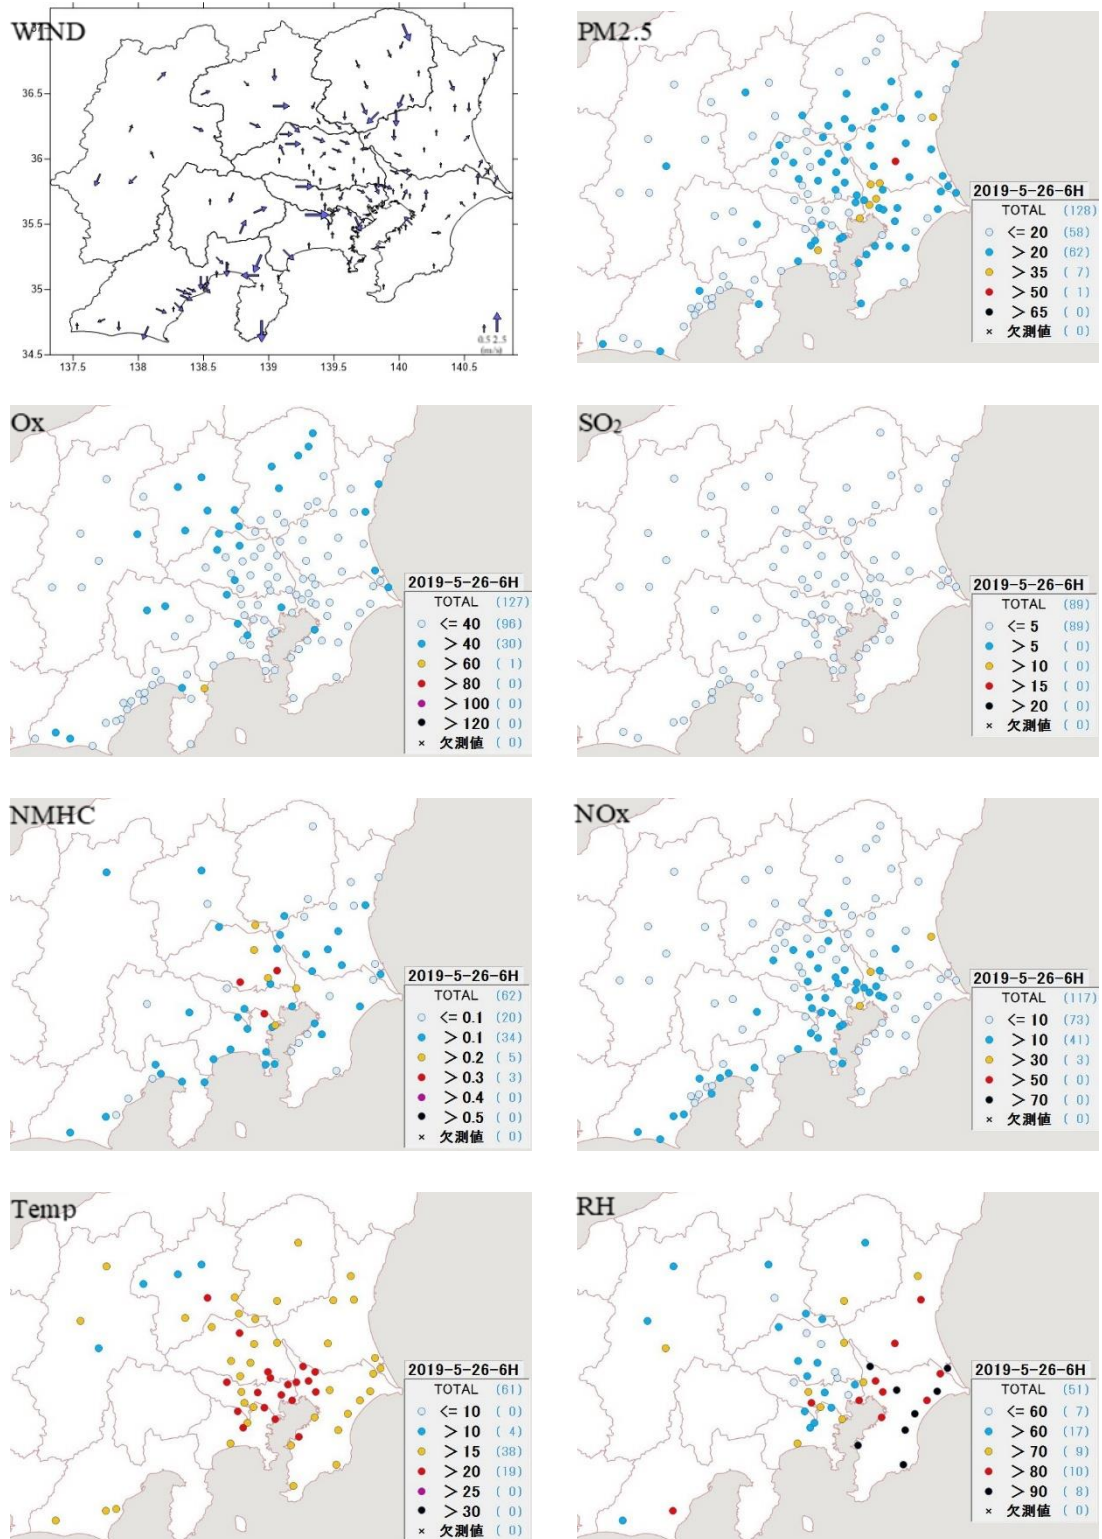 WIND
37
36.5
36
35.5
35
34.5
137.5 138 138.5 139 139.5 140 140.5
0.5 2.5
(m/s)
PM2.5
2019-5-26-6H
TOTAL (128)
<= 20 (58)
> 20 (62)
> 35 ( 7)
> 50 ( 1)
> 65 ( 0)
× 欠測値 ( 0)
Ox
2019-5-26-6H
TOTAL (127)
<= 40 (96)
> 40 (30)
> 60 ( 1)
> 80 ( 0)
> 100 ( 0)
> 120 ( 0)
× 欠測値 ( 0)
SO₂
2019-5-26-6H
TOTAL (89)
<= 5 (89)
> 5 ( 0)
> 10 ( 0)
> 15 ( 0)
> 20 ( 0)
× 欠測値 ( 0)
NMHC
2019-5-26-6H
TOTAL (62)
<= 0.1 (20)
> 0.1 (34)
> 0.2 ( 5)
> 0.3 ( 3)
> 0.4 ( 0)
> 0.5 ( 0)
× 欠測値 ( 0)
NOx
2019-5-26-6H
TOTAL (117)
<= 10 (73)
> 10 (41)
> 30 ( 3)
> 50 ( 0)
> 70 ( 0)
× 欠測値 ( 0)
Temp
2019-5-26-6H
TOTAL (61)
<= 10 ( 0)
> 10 ( 4)
> 15 (38)
> 20 (19)
> 25 ( 0)
> 30 ( 0)
× 欠測値 ( 0)
RH
2019-5-26-6H
TOTAL (51)
<= 60 ( 7)
> 60 (17)
> 70 ( 9)
> 80 (10)
> 90 ( 8)
× 欠測値 ( 0)